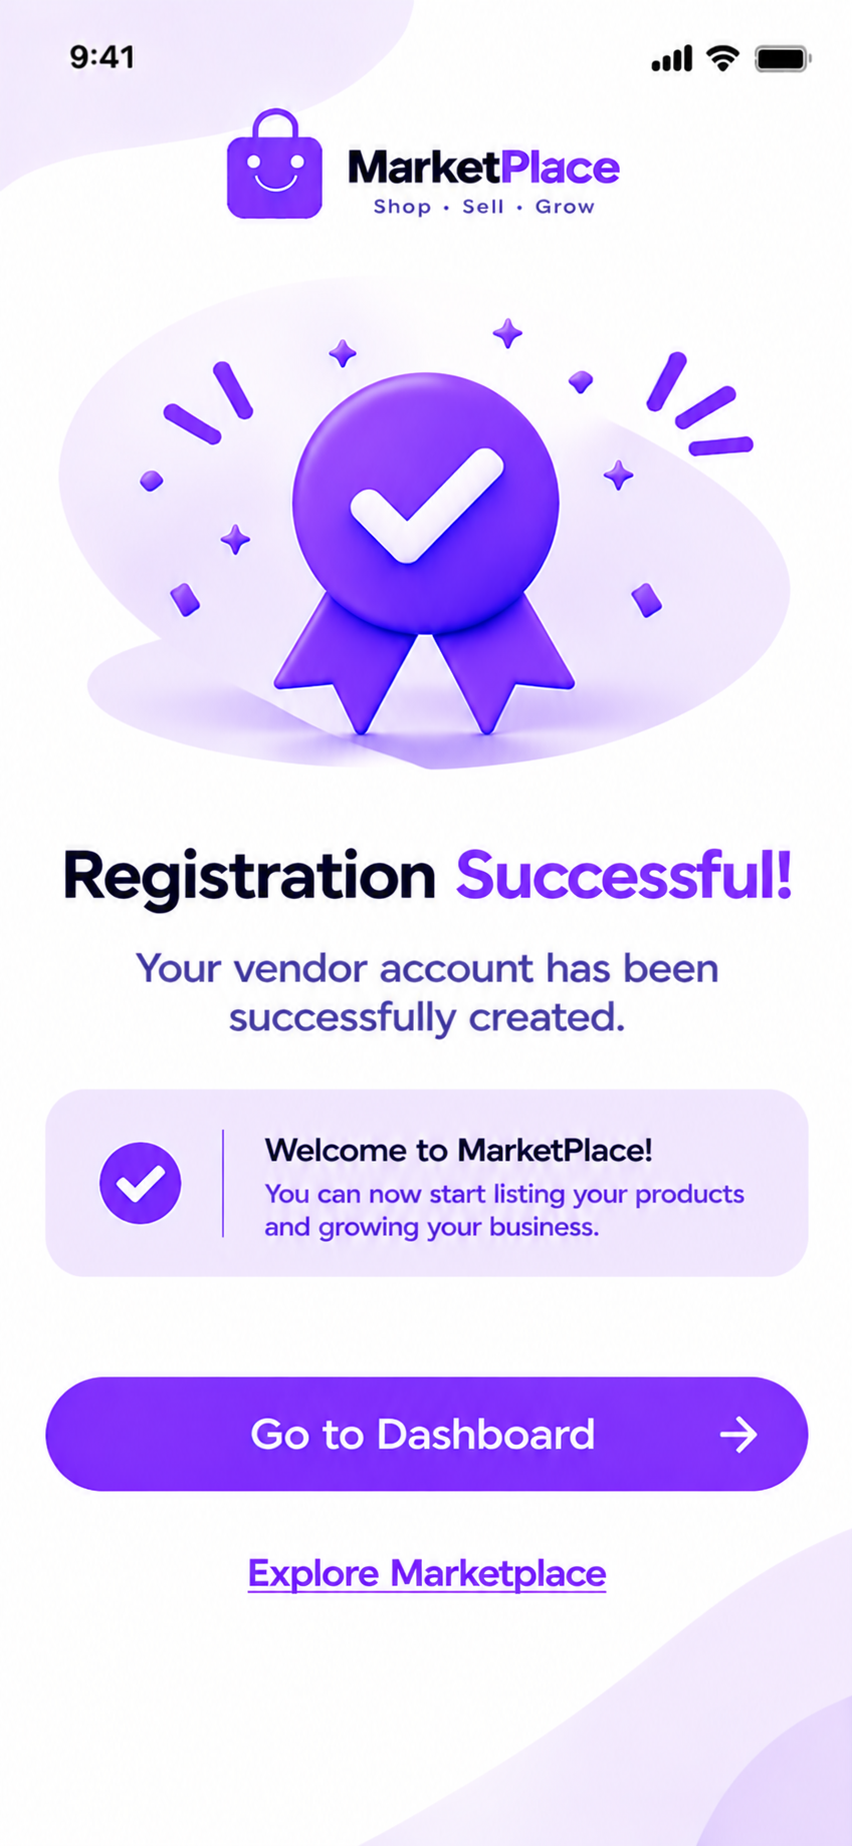 9:41
MarketPlace
Shop • Sell • Grow
Registration Successful!
Your vendor account has been
successfully created.
Welcome to MarketPlace!
You can now start listing your products
and growing your business.
Go to Dashboard
Explore Marketplace